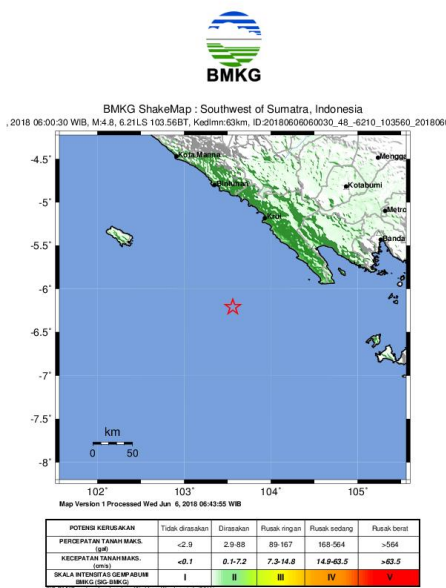 BMKG
BMKG ShakeMap : Southwest of Sumatra, Indonesia
, 2018 06:00:30 WIB, M:4.8, 6.21LS 103.56BT, Kedlmn:63km, ID:20180606060030_48_-6210_103560_201806
-4.5°
-5°
-5.5°
-6°
-6.5°
-7°
-7.5°
-8°
Kota Manna
Bintuhan
Krui
Mengga
Kotabumi
Metro
Banda
km
0 50
102° 103° 104° 105°
Map Version 1 Processed Wed Jun 6, 2018 06:43:55 WIB
POTENSI KERUSAKAN Tidak dirasakan Dirasakan Rusak ringan Rusak sedang Rusak berat
PERCEPATAN TANAH MAKS. (gal) <2.9 2.9-88 89-167 168-564 >564
KECEPATAN TANAH MAKS. (cm/s) <0.1 0.1-7.2 7.3-14.8 14.9-63.5 >63.5
SKALA INTENSITAS GEMPABUMI BMKG (SIG-BMKG) I II III IV V